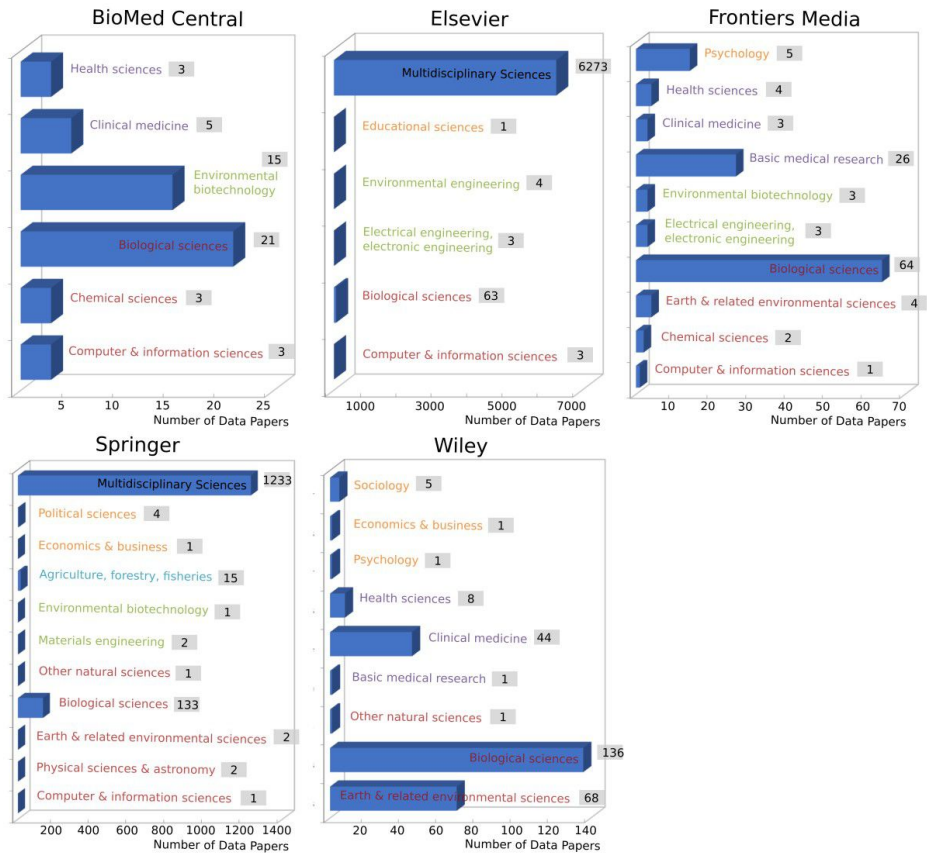 BioMed Central
Health sciences 3
Clinical medicine 5
15
Environmental
biotechnology
Biological sciences 21
Chemical sciences 3
Computer & information sciences 3
5 10 15 20 25
Number of Data Papers
Elsevier
Multidisciplinary Sciences 6273
Educational sciences 1
Environmental engineering 4
Electrical engineering,
electronic engineering 3
Biological sciences 63
Computer & information sciences 3
1000 3000 5000 7000
Number of Data Papers
Frontiers Media
Psychology 5
Health sciences 4
Clinical medicine 3
Basic medical research 26
Environmental biotechnology 3
Electrical engineering,
electronic engineering 3
Biological sciences 64
Earth & related environmental sciences 4
Chemical sciences 2
Computer & information sciences 1
10 20 30 40 50 60 70
Number of Data Papers
Springer
Multidisciplinary Sciences 1233
Political sciences 4
Economics & business 1
Agriculture, forestry, fisheries 15
Environmental biotechnology 1
Materials engineering 2
Other natural sciences 1
Biological sciences 133
Earth & related environmental sciences 2
Physical sciences & astronomy 2
Computer & information sciences 1
200 400 600 800 1000 1200 1400
Number of Data Papers
Wiley
Sociology 5
Economics & business 1
Psychology 1
Health sciences 8
Clinical medicine 44
Basic medical research 1
Other natural sciences 1
Biological sciences 136
Earth & related environmental sciences 68
20 40 60 80 100 120 140
Number of Data Papers